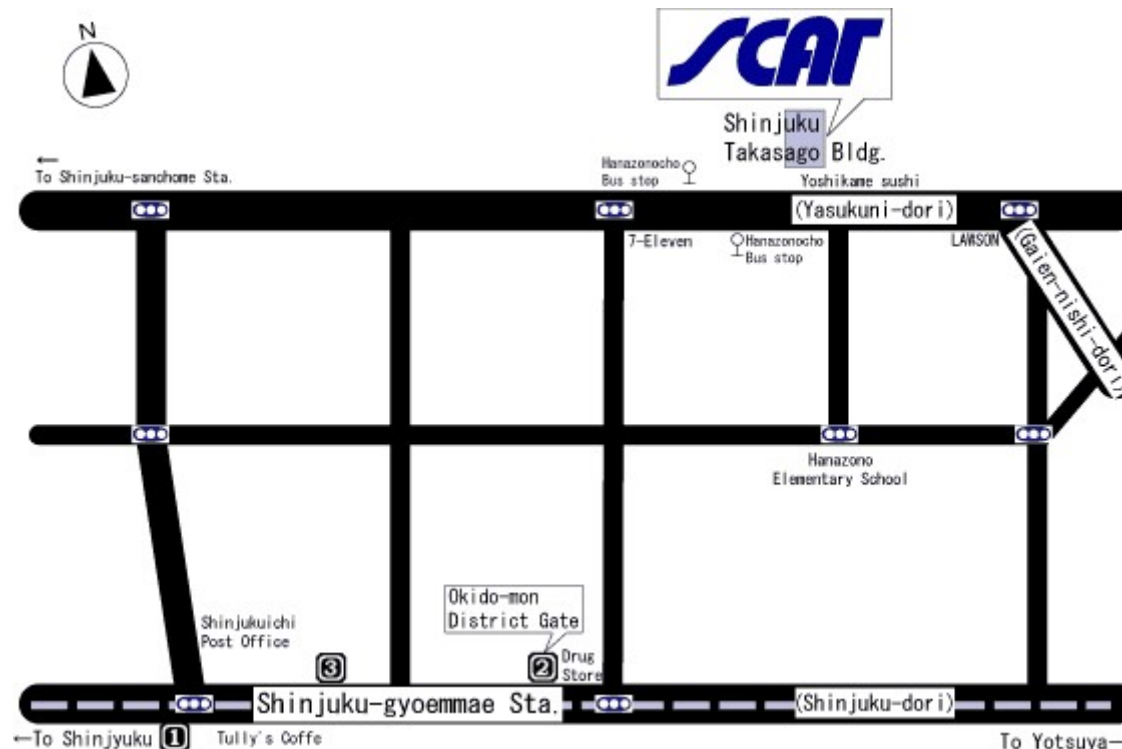 N
SCAT
Shinjuku
Takasago Bldg.
←
To Shinjuku-sanchome Sta.
Hanazonocho
Bus stop
Yoshikame sushi
(Yasukuni-dori)
7-Eleven
Hanazonocho
Bus stop
LAWSON
(Gaien-nishi-dori)
Hanazono
Elementary School
Okido-mon
District Gate
Shinjukuichi
Post Office
3
2
Drug
Store
Shinjuku-gyoemmae Sta.
(Shinjuku-dori)
←To Shinjyuku
1
Tully's Coffe
To Yotsuya→